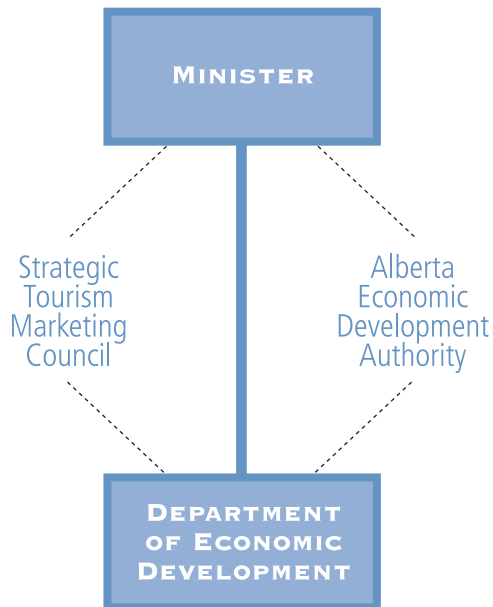 MINISTER
Strategic
Tourism
Marketing
Council
Alberta
Economic
Development
Authority
DEPARTMENT
OF ECONOMIC
DEVELOPMENT